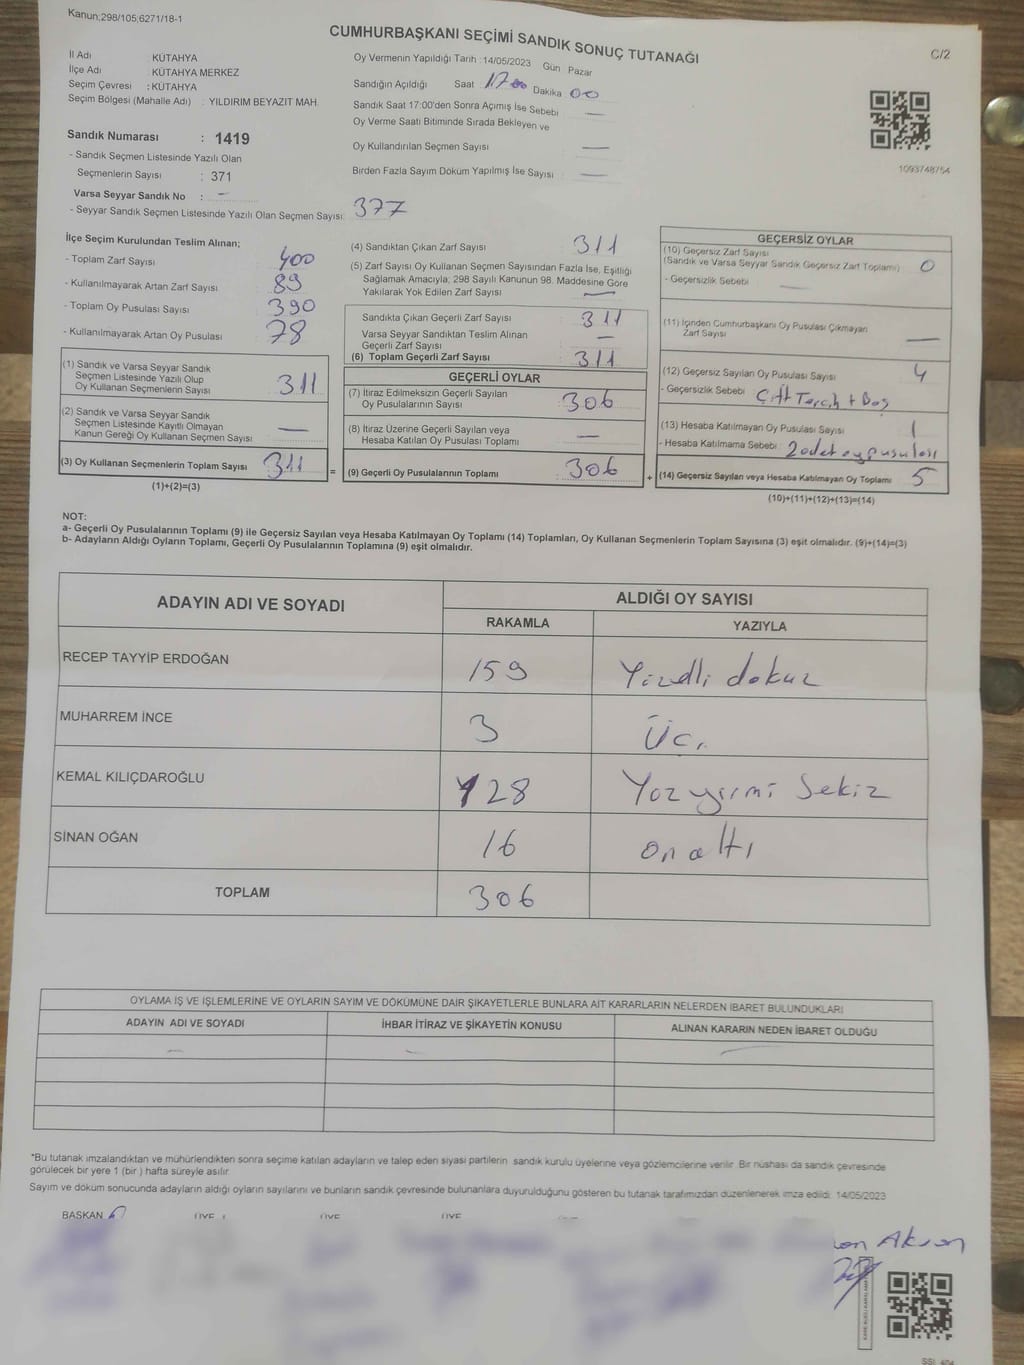 Kanun;298/105;6271/18-1
CUMHURBAŞKANI SEÇİMİ SANDIK SONUÇ TUTANAĞI
C/2
İl Adı : KÜTAHYA
İlçe Adı : KÜTAHYA MERKEZ
Seçim Çevresi : KÜTAHYA
Seçim Bölgesi (Mahalle Adı) : YILDIRIM BEYAZIT MAH.
Sandık Numarası : 1419
- Sandık Seçmen Listesinde Yazılı Olan
Seçmenlerin Sayısı : 371
Varsa Seyyar Sandık No : —
- Seyyar Sandık Seçmen Listesinde Yazılı Olan Seçmen Sayısı: 377
Oy Vermenin Yapıldığı Tarih : 14/05/2023 Gün Pazar
Sandığın Açıldığı Saat 17:00 Dakika 00
Sandık Saat 17:00'den Sonra Açımış İse Sebebi —
Oy Verme Saati Bitiminde Sırada Bekleyen ve
Oy Kullandırılan Seçmen Sayısı —
Birden Fazla Sayım Döküm Yapılmış İse Sayısı : —
1093748754
İlçe Seçim Kurulundan Teslim Alınan;
- Toplam Zarf Sayısı : 400
- Kullanılmayarak Artan Zarf Sayısı : 89
- Toplam Oy Pusulası Sayısı : 390
- Kullanılmayarak Artan Oy Pusulası : 78
(1) Sandık ve Varsa Seyyar Sandık
Seçmen Listesinde Yazılı Olup
Oy Kullanan Seçmenlerin Sayısı : 311
(2) Sandık ve Varsa Seyyar Sandık
Seçmen Listesinde Kayıtlı Olmayan
Kanun Gereği Oy Kullanan Seçmen Sayısı : —
(3) Oy Kullanan Seçmenlerin Toplam Sayısı : 311
(1)+(2)=(3)
=
(4) Sandıktan Çıkan Zarf Sayısı : 311
(5) Zarf Sayısı Oy Kullanan Seçmen Sayısından Fazla İse, Eşitliği
Sağlamak Amacıyla; 298 Sayılı Kanunun 98. Maddesine Göre
Yakılarak Yok Edilen Zarf Sayısı : —
Sandıkta Çıkan Geçerli Zarf Sayısı : 311
Varsa Seyyar Sandıktan Teslim Alınan
Geçerli Zarf Sayısı : —
(6) Toplam Geçerli Zarf Sayısı : 311
GEÇERLİ OYLAR
(7) İtiraz Edilmeksizin Geçerli Sayılan
Oy Pusulalarının Sayısı : 306
(8) İtiraz Üzerine Geçerli Sayılan veya
Hesaba Katılan Oy Pusulası Toplamı : —
(9) Geçerli Oy Pusulalarının Toplamı : 306
+
GEÇERSİZ OYLAR
(10) Geçersiz Zarf Sayısı
(Sandık ve Varsa Seyyar Sandık Geçersiz Zarf Toplamı) : 0
- Geçersizlik Sebebi : —
(11) İçinden Cumhurbaşkanı Oy Pusulası Çıkmayan
Zarf Sayısı : —
(12) Geçersiz Sayılan Oy Pusulası Sayısı : 4
- Geçersizlik Sebebi : Çift Tercih + Boş
(13) Hesaba Katılmayan Oy Pusulası Sayısı : 1
- Hesaba Katılmama Sebebi : 2 adet oy pusulası
(14) Geçersiz Sayılan veya Hesaba Katılmayan Oy Toplamı : 5
(10)+(11)+(12)+(13)=(14)
NOT:
a- Geçerli Oy Pusulalarının Toplamı (9) ile Geçersiz Sayılan veya Hesaba Katılmayan Oy Toplamı (14) Toplamları, Oy Kullanan Seçmenlerin Toplam Sayısına (3) eşit olmalıdır. (9)+(14)=(3)
b- Adayların Aldığı Oyların Toplamı, Geçerli Oy Pusulalarının Toplamına (9) eşit olmalıdır.
ADAYIN ADI VE SOYADI
ALDIĞI OY SAYISI
RAKAMLA YAZIYLA
RECEP TAYYİP ERDOĞAN 159 Yüzelli dokuz
MUHARREM İNCE 3 Üç.
KEMAL KILIÇDAROĞLU 128 Yüz yirmi Sekiz
SİNAN OĞAN 16 on altı
TOPLAM 306
OYLAMA İŞ VE İŞLEMLERİNE VE OYLARIN SAYIM VE DÖKÜMÜNE DAİR ŞİKAYETLERLE BUNLARA AİT KARARLARIN NELERDEN İBARET BULUNDUKLARI
ADAYIN ADI VE SOYADI İHBAR İTİRAZ VE ŞİKAYETİN KONUSU ALINAN KARARIN NEDEN İBARET OLDUĞU
— — —
*Bu tutanak imzalandıktan ve mühürlendikten sonra seçime katılan adayların ve talep eden siyasi partilerin sandık kurulu üyelerine veya gözlemcilerine verilir. Bir nüshası da sandık çevresinde
görülecek bir yere 1 (bir ) hafta süreyle asılır.
Sayım ve döküm sonucunda adayların aldığı oyların sayılarını ve bunların sandık çevresinde bulunanlara duyurulduğunu gösteren bu tutanak tarafımızdan düzenlenerek imza edildi. 14/05/2023
BAŞKAN ÜYE ÜYE ÜYE